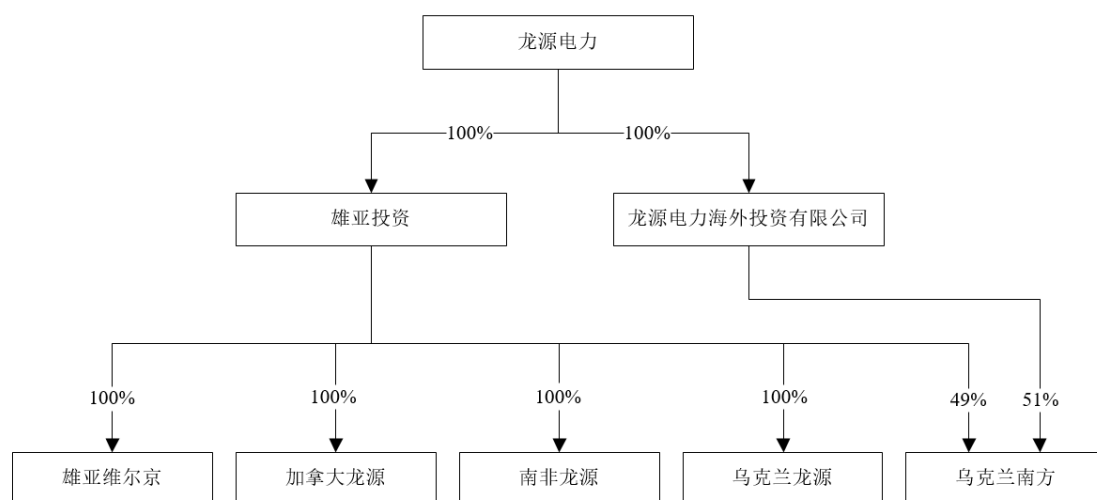 龙源电力
100%
100%
雄亚投资
龙源电力海外投资有限公司
100%
100%
100%
100%
49%
51%
雄亚维尔京
加拿大龙源
南非龙源
乌克兰龙源
乌克兰南方